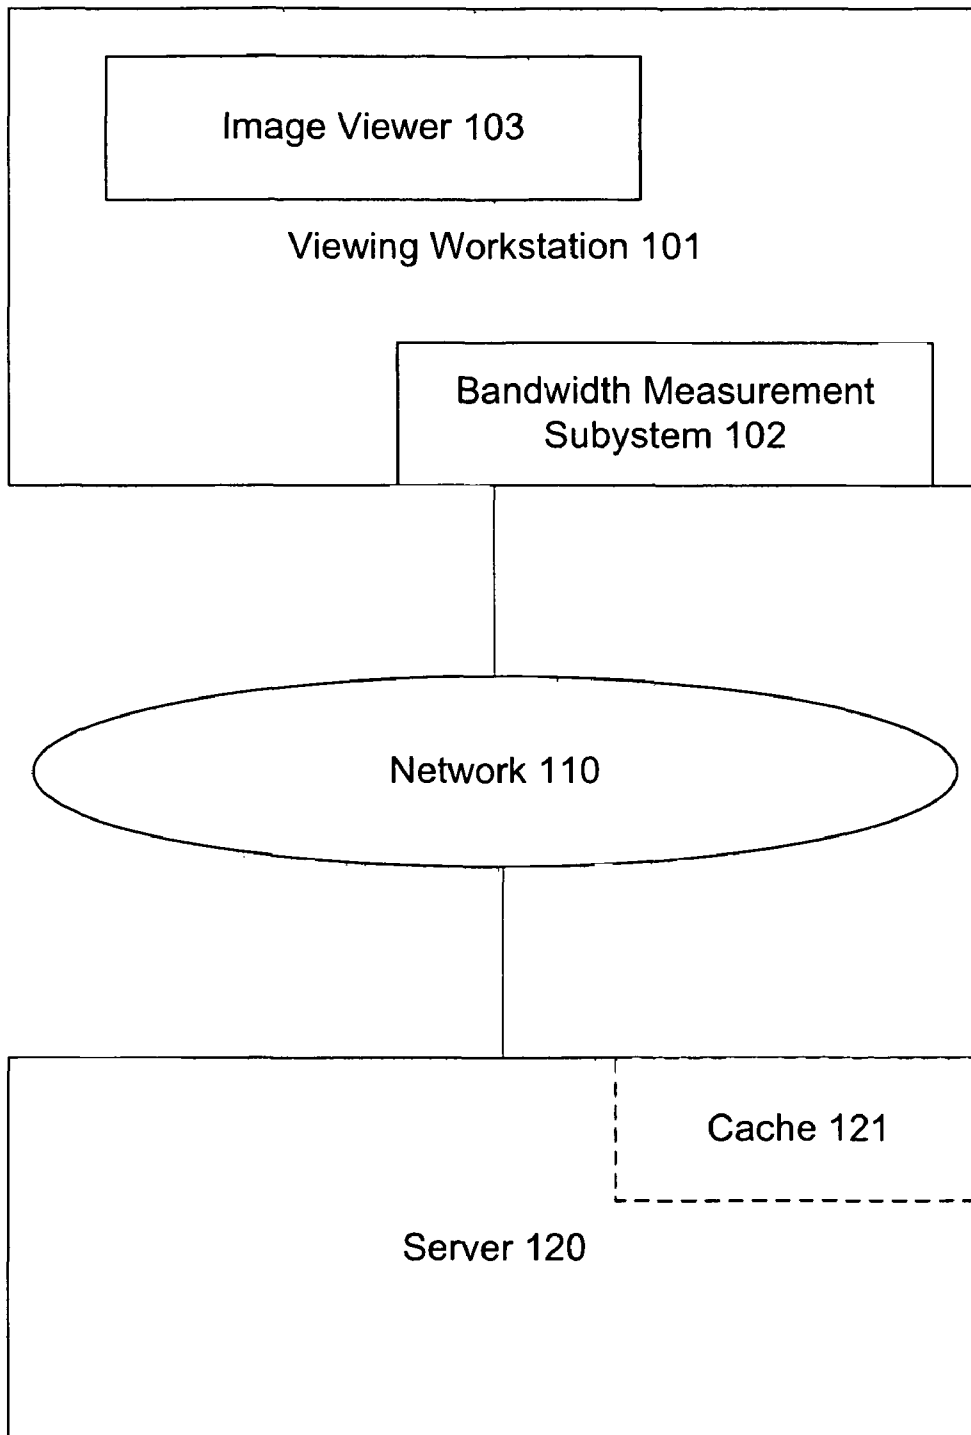 Image Viewer 103
Viewing Workstation 101
Bandwidth Measurement
Subystem 102
Network 110
Cache 121
Server 120